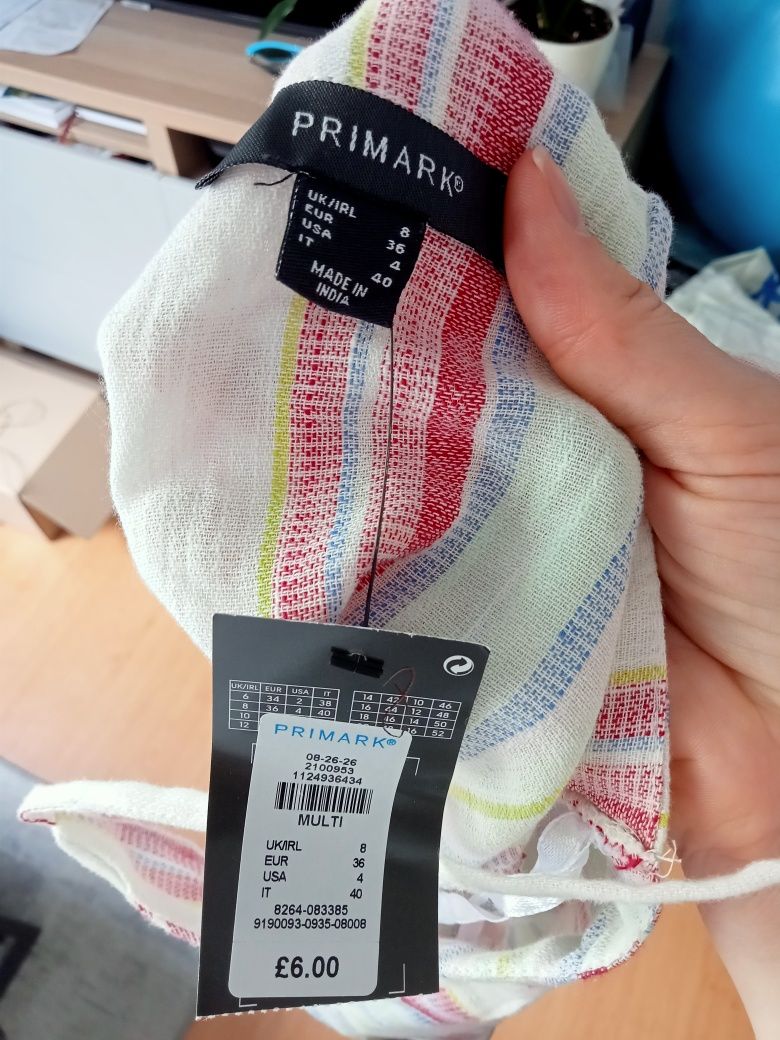 PRIMARK®
UK/IRL 8
EUR 36
USA 4
IT 40
MADE IN
INDIA
UK/IRL EUR USA IT
6 34 2 38
8 36 4 40
10
12
14 42 10 46
16 44 12 48
18 46 14 50
16 52
PRIMARK®
08-26-26
2100953
1124936434
MULTI
UK/IRL 8
EUR 36
USA 4
IT 40
8264-083385
9190093-0935-08008
£6.00